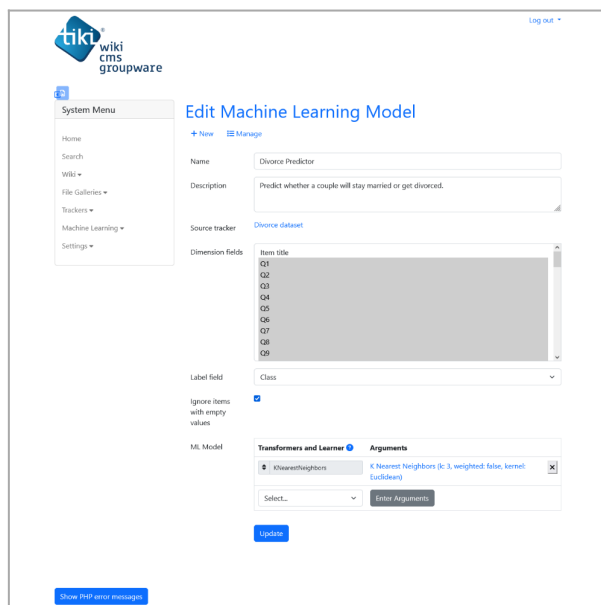 Log out
tiki
wiki
cms
groupware
System Menu
Home
Search
Wiki
File Galleries
Trackers
Machine Learning
Settings
Edit Machine Learning Model
+ New Manage
Name Divorce Predictor
Description Predict whether a couple will stay married or get divorced.
Source tracker Divorce dataset
Dimension fields Item title
Q1
Q2
Q3
Q4
Q5
Q6
Q7
Q8
Q9
Label field Class
Ignore items
with empty
values
ML Model Transformers and Learner ? Arguments
KNearestNeighbors K Nearest Neighbors (k: 3, weighted: false, kernel:
Euclidean) x
Select... Enter Arguments
Update
Show PHP error messages